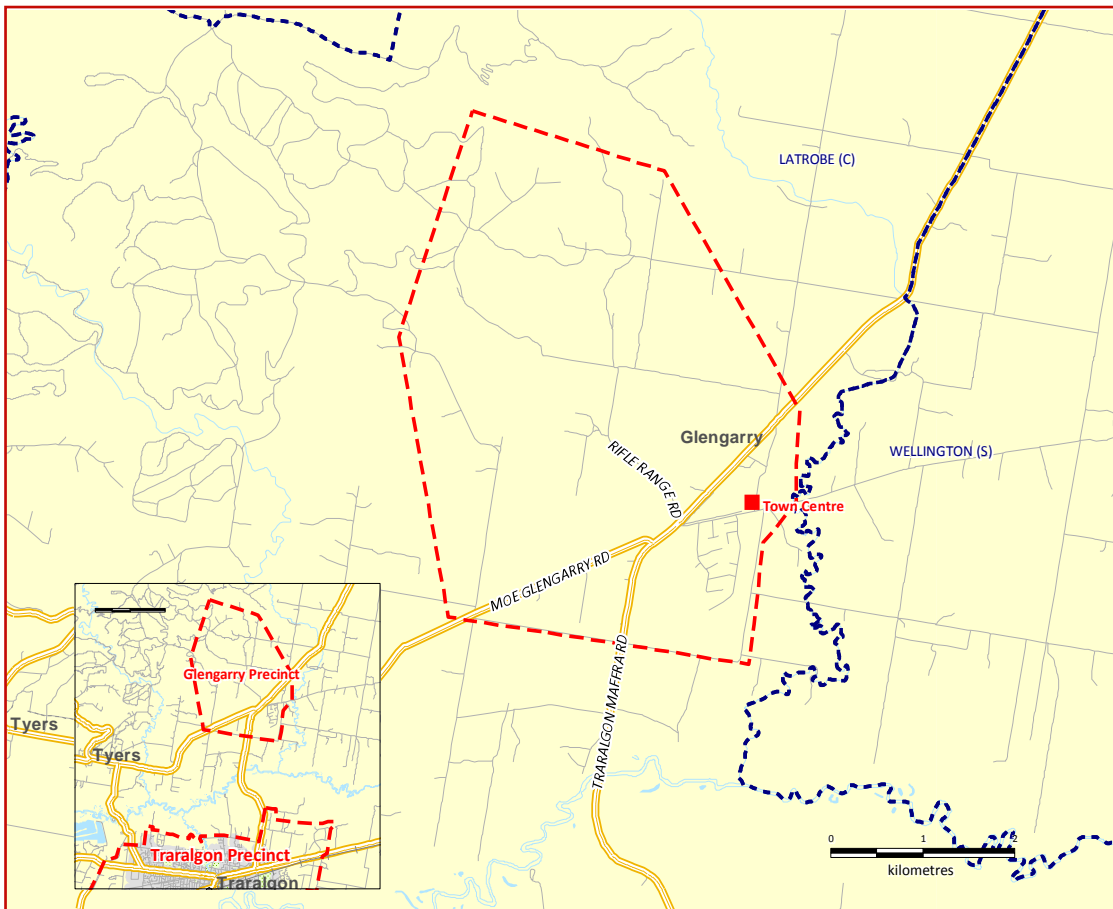 LATROBE (C)
Glengarry
WELLINGTON (S)
RIFLE RANGE RD
Town Centre
MOE GLENGARRY RD
TRARALGON MAFFRA RD
Glengarry Precinct
Tyers
Tyers
Traralgon Precinct
Traralgon
0 1 2
kilometres